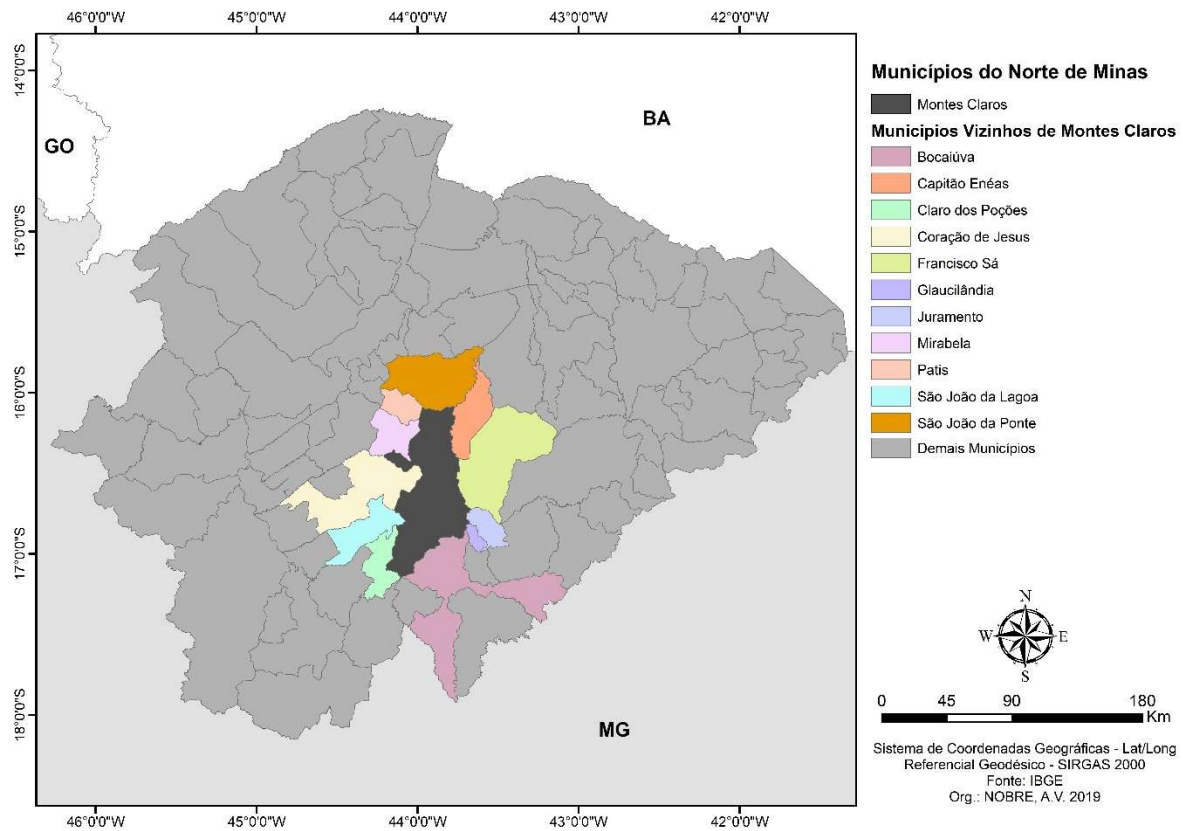 46°0'0"W 45°0'0"W 44°0'0"W 43°0'0"W 42°0'0"W
14°0'0"S
15°0'0"S
16°0'0"S
17°0'0"S
18°0'0"S
GO
BA
MG
46°0'0"W 45°0'0"W 44°0'0"W 43°0'0"W 42°0'0"W
Municípios do Norte de Minas
Montes Claros
Municipios Vizinhos de Montes Claros
Bocaiúva
Capitão Enéas
Claro dos Poções
Coração de Jesus
Francisco Sá
Glaucilândia
Juramento
Mirabela
Patis
São João da Lagoa
São João da Ponte
Demais Municípios
N
W E
S
0 45 90 180
Km
Sistema de Coordenadas Geográficas - Lat/Long
Referencial Geodésico - SIRGAS 2000
Fonte: IBGE
Org.: NOBRE, A.V. 2019